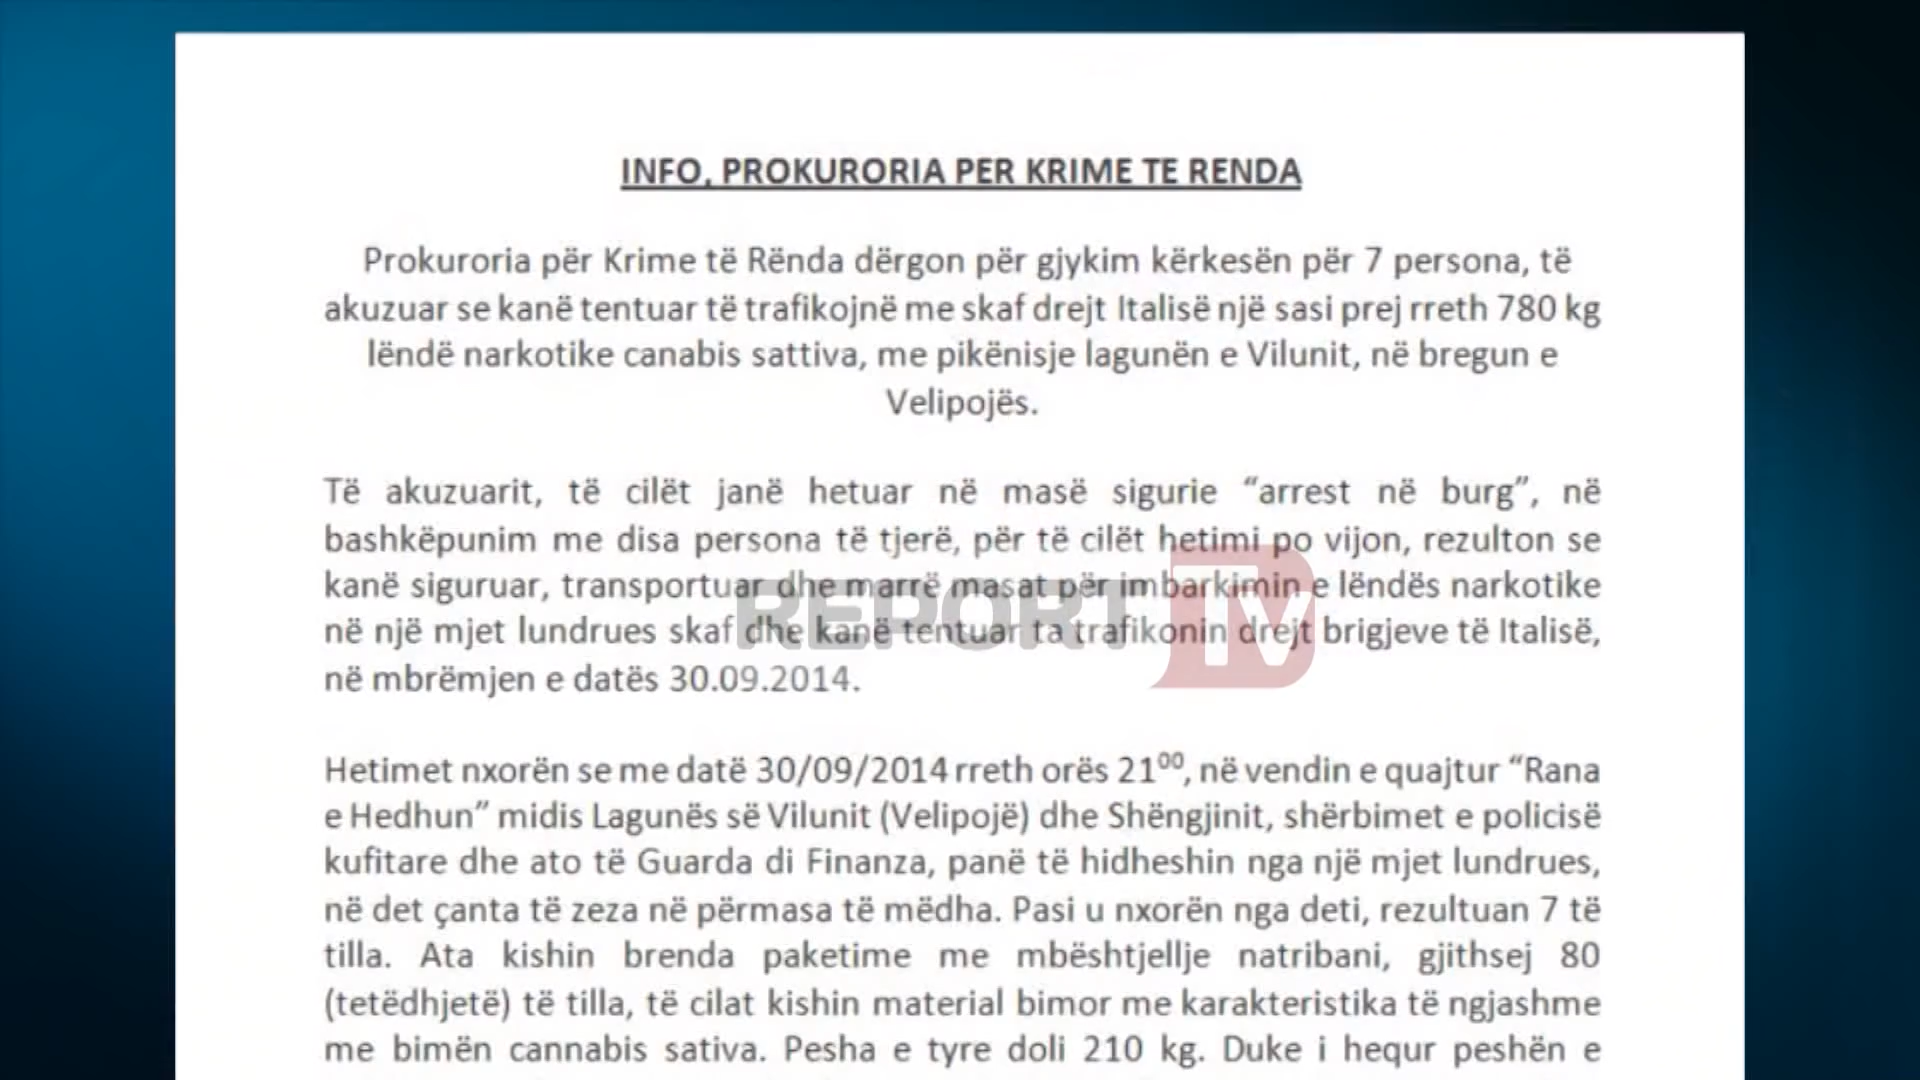 INFO, PROKURORIA PER KRIME TE RENDA
Prokuroria për Krime të Rënda dërgon për gjykim kërkesën për 7 persona, të
akuzuar se kanë tentuar të trafikojnë me skaf drejt Italisë një sasi prej rreth 780 kg
lëndë narkotike canabis sattiva, me pikënisje lagunën e Vilunit, në bregun e
Velipojës.
Të akuzuarit, të cilët janë hetuar në masë sigurie “arrest në burg”, në
bashkëpunim me disa persona të tjerë, për të cilët hetimi po vijon, rezulton se
kanë siguruar, transportuar dhe marrë masat për imbarkimin e lëndës narkotike
në një mjet lundrues skaf dhe kanë tentuar ta trafikonin drejt brigjeve të Italisë,
në mbrëmjen e datës 30.09.2014.
REPORT TV
Hetimet nxorën se me datë 30/09/2014 rreth orës 21⁰⁰, në vendin e quajtur “Rana
e Hedhun” midis Lagunës së Vilunit (Velipojë) dhe Shëngjinit, shërbimet e policisë
kufitare dhe ato të Guarda di Finanza, panë të hidheshin nga një mjet lundrues,
në det çanta të zeza në përmasa të mëdha. Pasi u nxorën nga deti, rezultuan 7 të
tilla. Ata kishin brenda paketime me mbështjellje natribani, gjithsej 80
(tetëdhjetë) të tilla, të cilat kishin material bimor me karakteristika të ngjashme
me bimën cannabis sativa. Pesha e tyre doli 210 kg. Duke i hequr peshën e